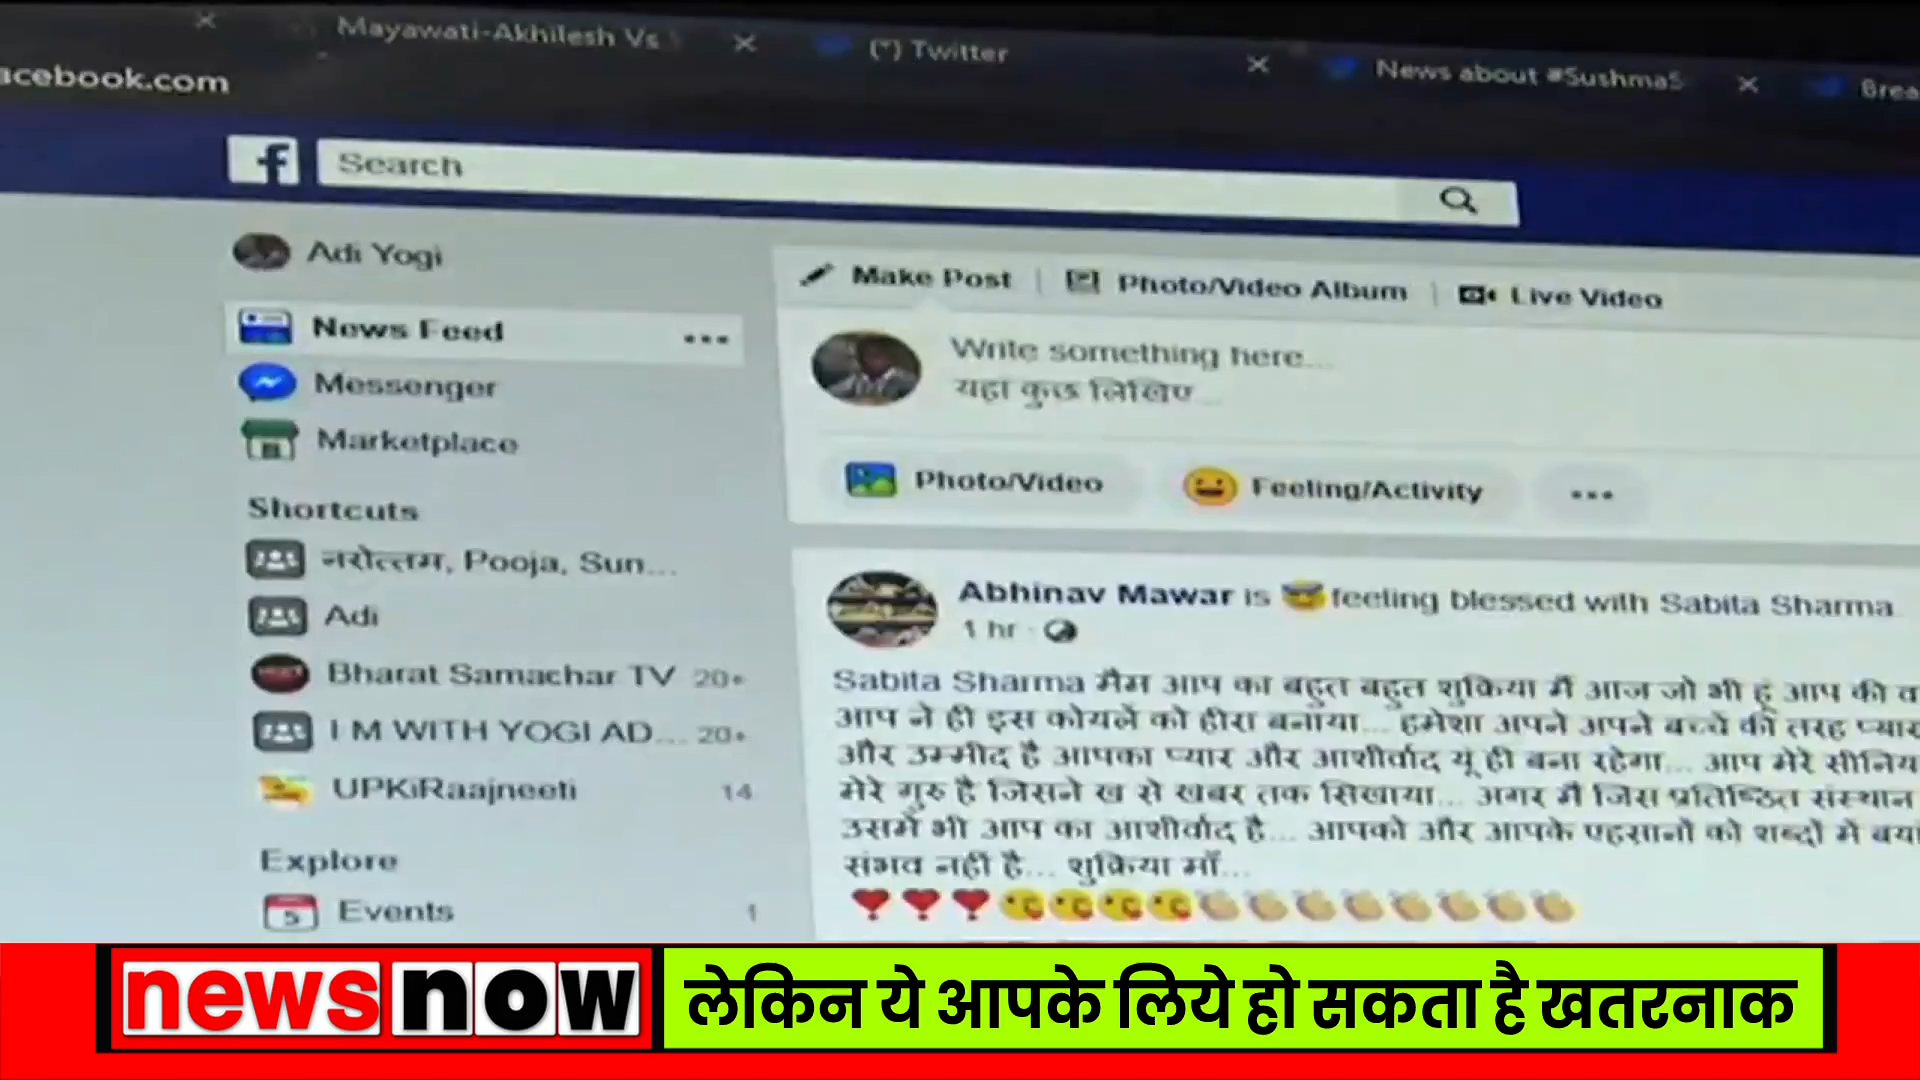 Mayawati-Akhilesh Vs
(*) Twitter
News about #SushmaS
Brea
acebook.com
Search
Adi Yogi
News Feed
Messenger
Marketplace
Shortcuts
नरोत्तम, Pooja, Sun...
Adi
Bharat Samachar TV 20+
I M WITH YOGI AD... 20+
UPKiRaajneeti 14
Explore
Events 1
Make Post
Photo/Video Album
Live Video
Write something here...
यहां कुछ लिखिए...
Photo/Video
Feeling/Activity
Abhinav Mawar is feeling blessed with Sabita Sharma
1 hr
Sabita Sharma मैम आप का बहुत बहुत शुक्रिया मैं आज जो भी हूं आप की व
आप ने ही इस कोयले को हीरा बनाया... हमेशा अपने अपने बच्चे की तरह प्यार
और उम्मीद है आपका प्यार और आशीर्वाद यूं ही बना रहेगा... आप मेरे सीनिय
मेरे गुरु है जिसने ख से खबर तक सिखाया... अगर मैं जिस प्रतिष्ठित संस्थान
उसमें भी आप का आशीर्वाद है... आपको और आपके एहसानों को शब्दों में बया
संभव नहीं है... शुक्रिया माँ...
news now
लेकिन ये आपके लिये हो सकता है खतरनाक